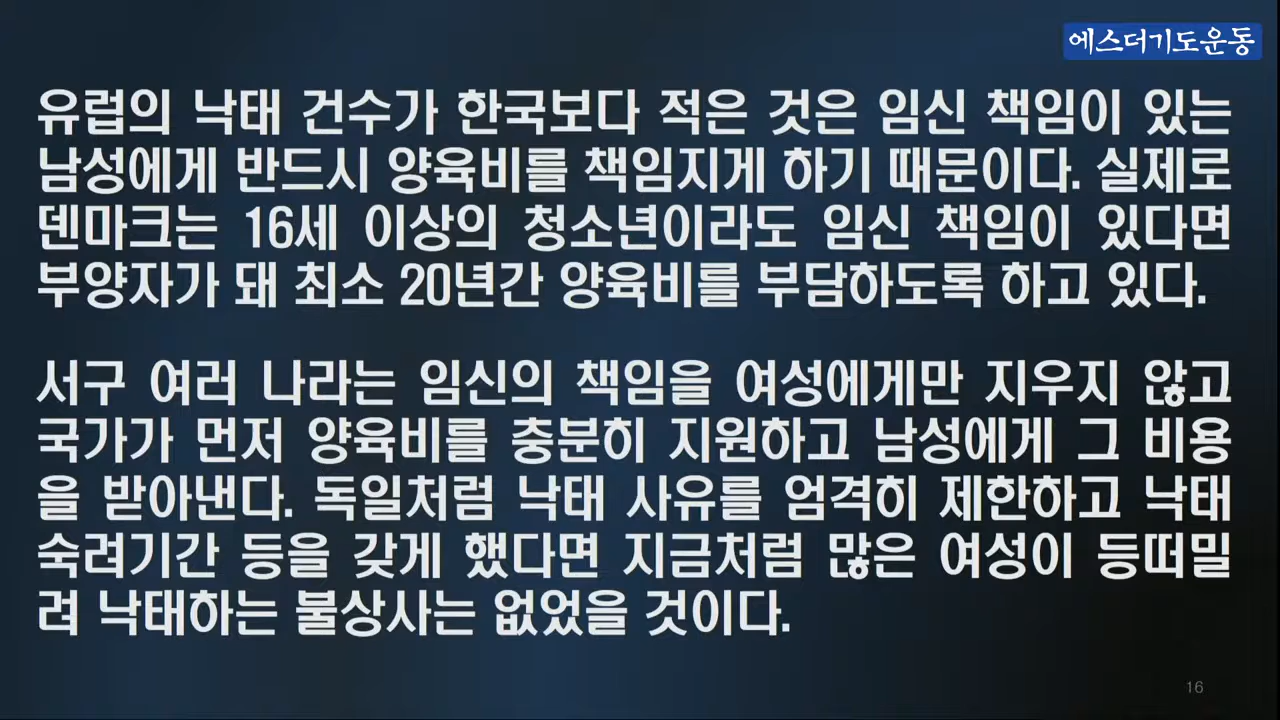 에스더기도운동
유럽의 낙태 건수가 한국보다 적은 것은 임신 책임이 있는
남성에게 반드시 양육비를 책임지게 하기 때문이다. 실제로
덴마크는 16세 이상의 청소년이라도 임신 책임이 있다면
부양자가 돼 최소 20년간 양육비를 부담하도록 하고 있다.
서구 여러 나라는 임신의 책임을 여성에게만 지우지 않고
국가가 먼저 양육비를 충분히 지원하고 남성에게 그 비용
을 받아낸다. 독일처럼 낙태 사유를 엄격히 제한하고 낙태
숙려기간 등을 갖게 했다면 지금처럼 많은 여성이 등떠밀
려 낙태하는 불상사는 없었을 것이다.
16